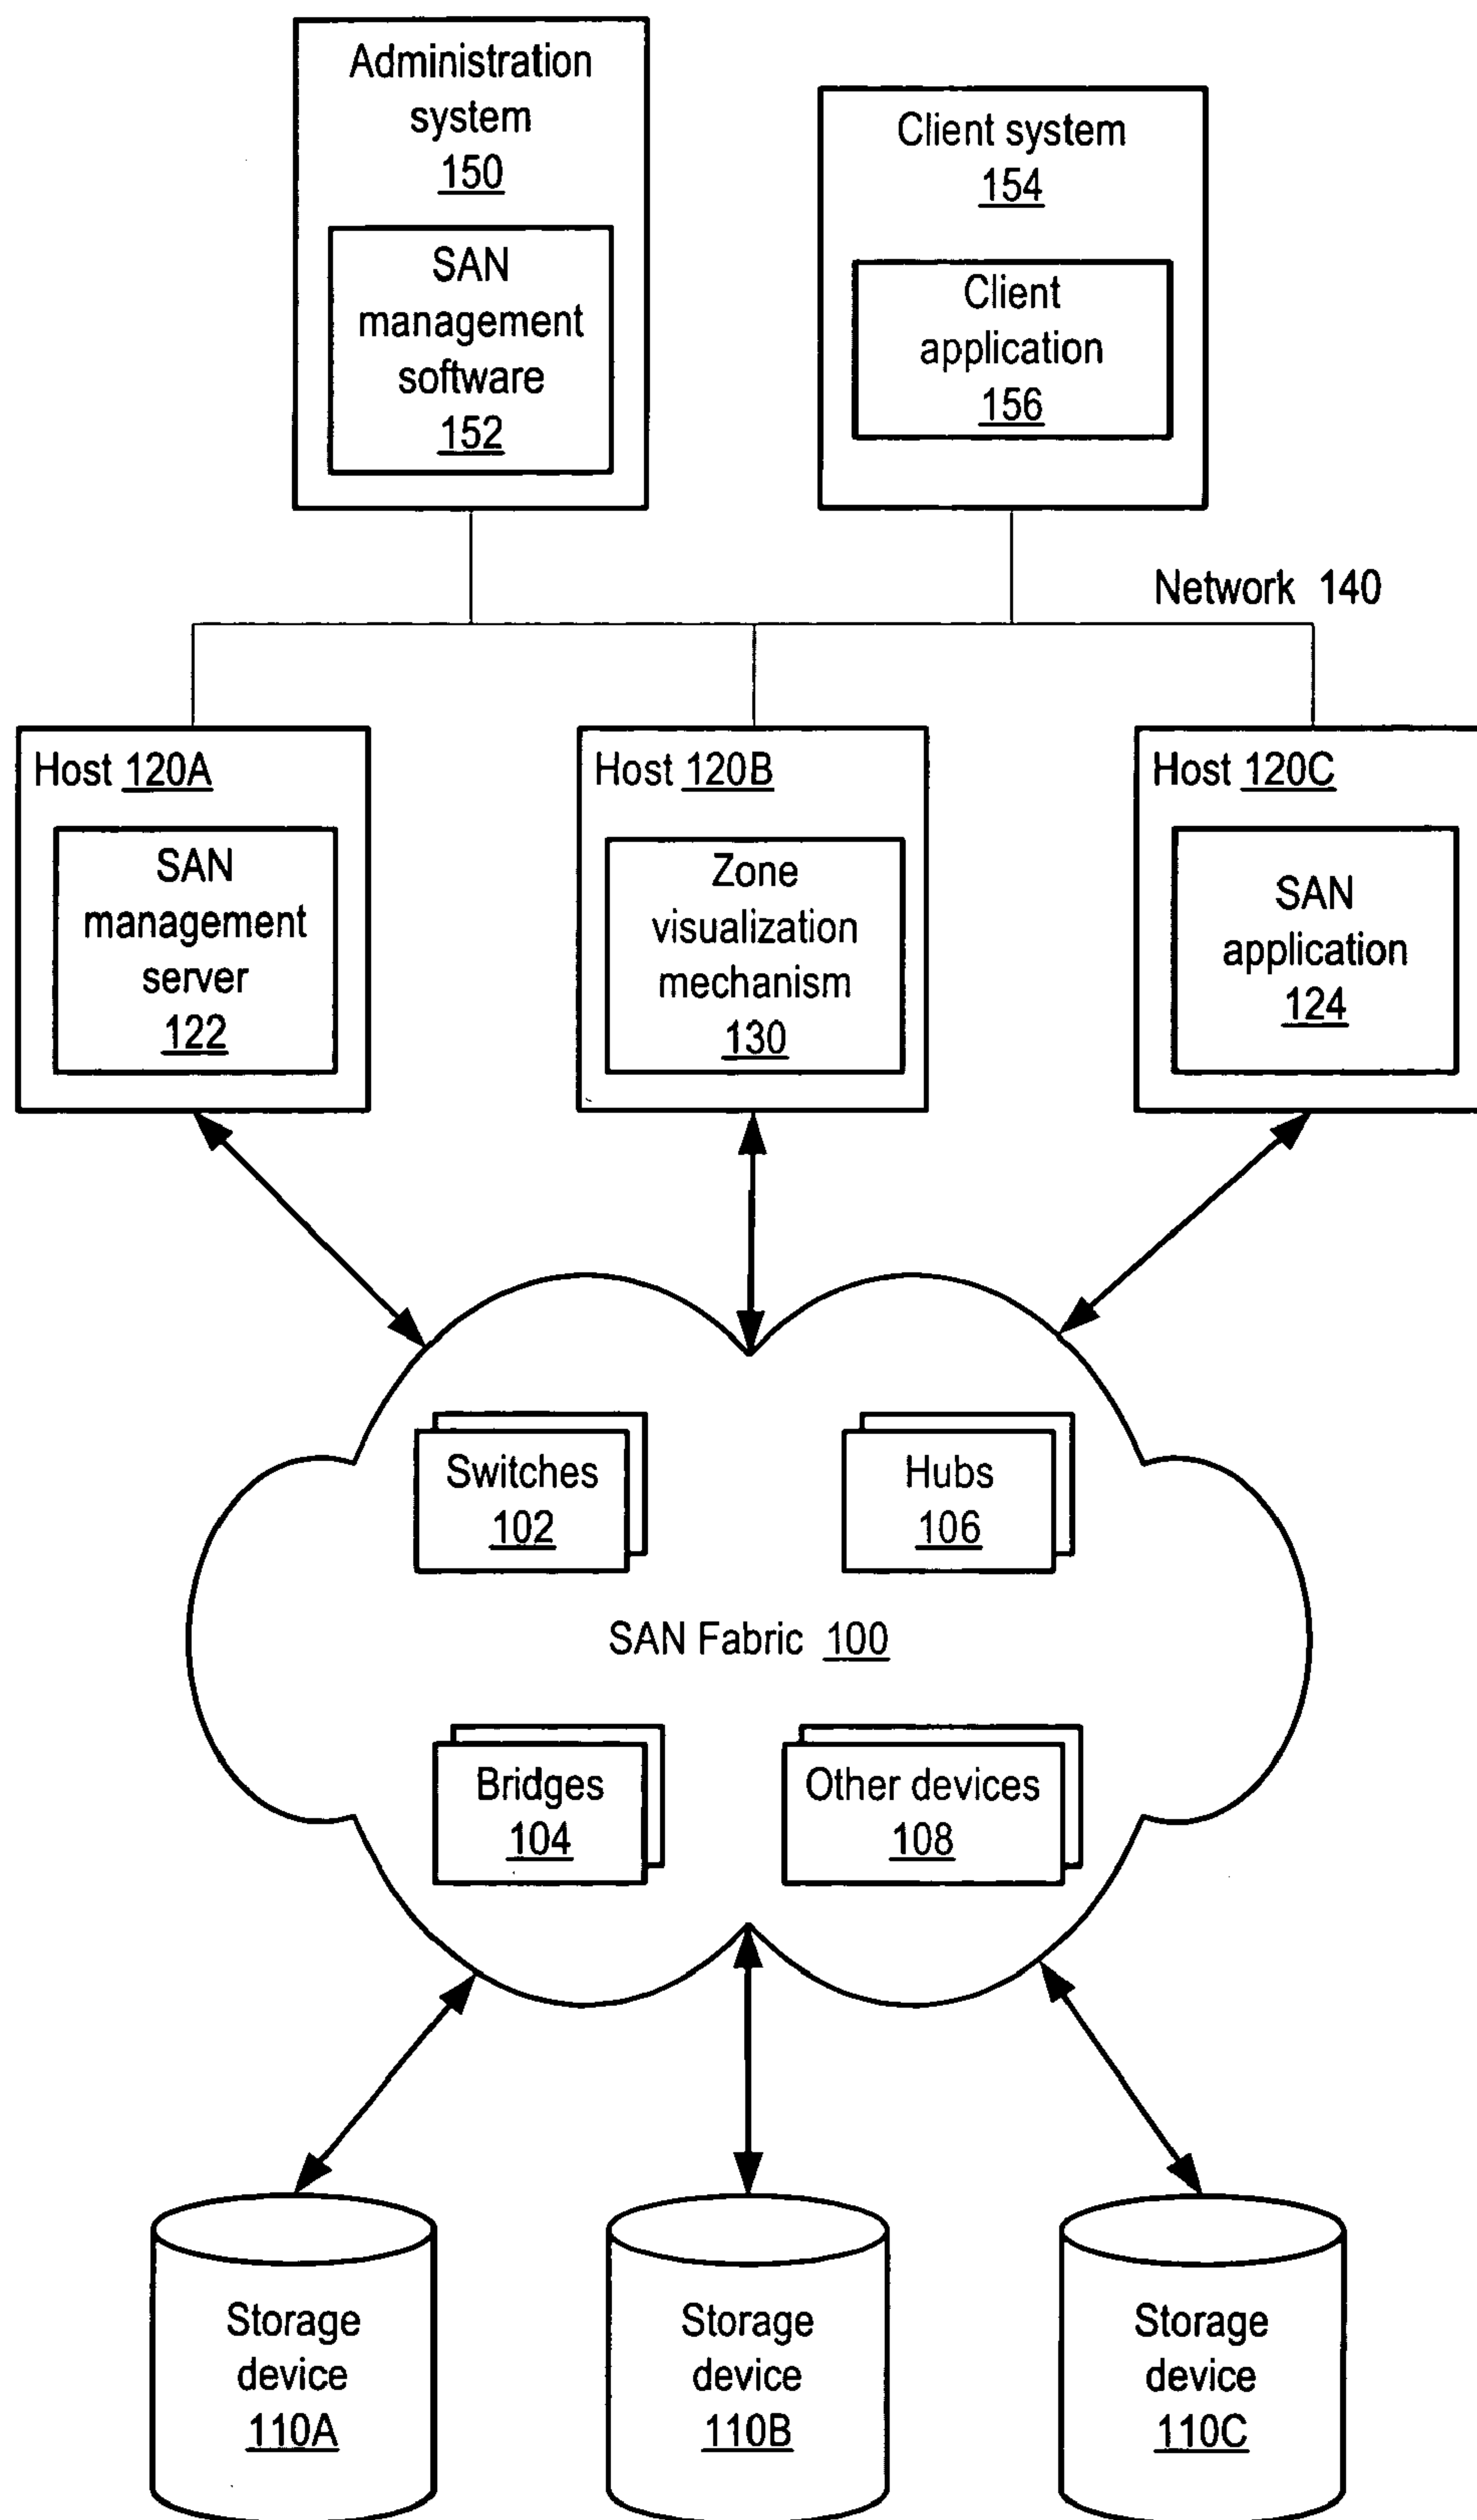 Administration
system
150
SAN
management
software
152
Client system
154
Client
application
156
Network 140
Host 120A
SAN
management
server
122
Host 120B
Zone
visualization
mechanism
130
Host 120C
SAN
application
124
Switches
102
Hubs
106
SAN Fabric 100
Bridges
104
Other devices
108
Storage
device
110A
Storage
device
110B
Storage
device
110C